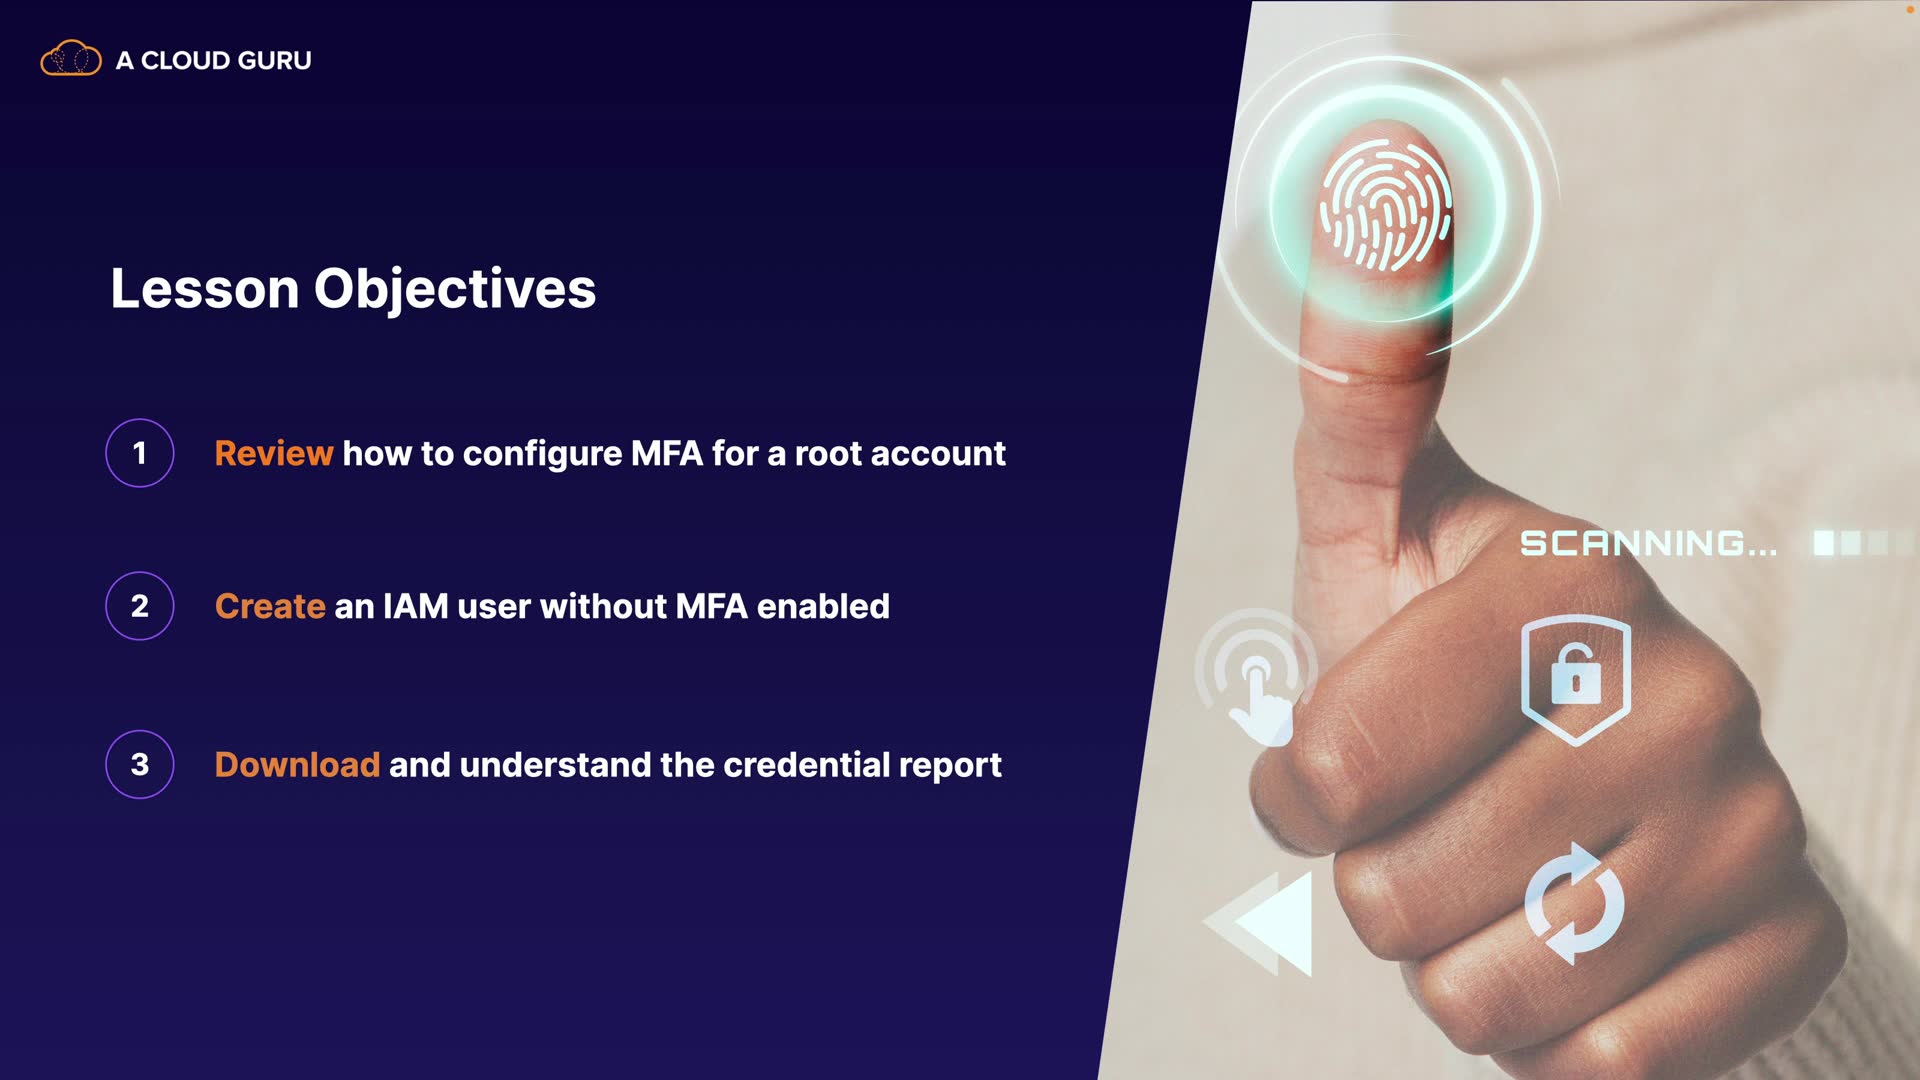 A CLOUD GURU
Lesson Objectives
1 Review how to configure MFA for a root account
2 Create an IAM user without MFA enabled
3 Download and understand the credential report
SCANNING...